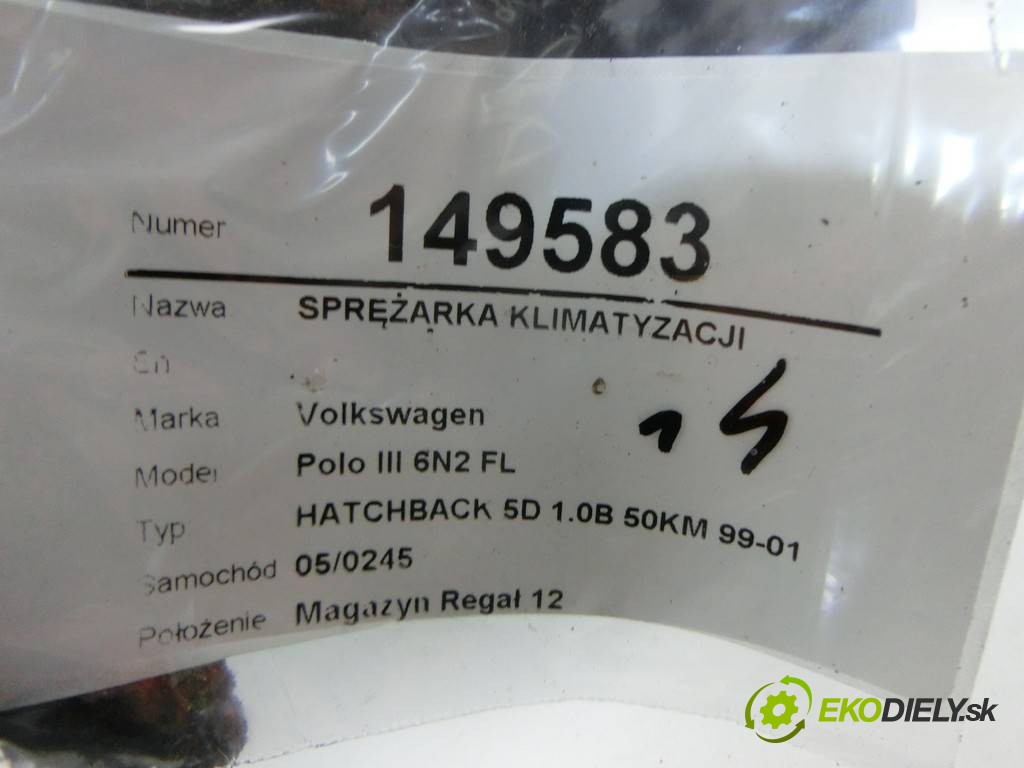 Numer 149583
Nazwa SPRĘŻARKA KLIMATYZACJI
En
Marka Volkswagen
Model Polo III 6N2 FL
Typ HATCHBACK 5D 1.0B 50KM 99-01
Samochód 05/0245
Położenie Magazyn Regał 12
EKODIELY.sk